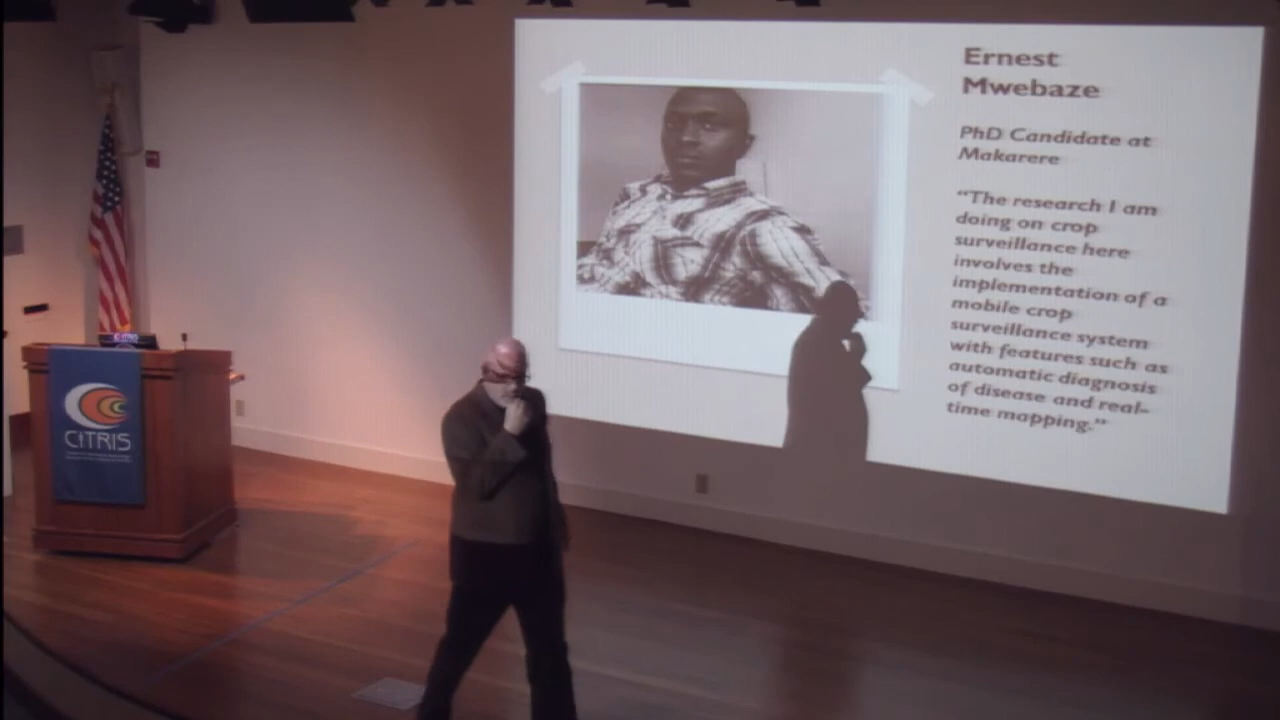 Ernest
Mwebaze
PhD Candidate at
Makarere
“The research I am
doing on crop
surveillance here
involves the
implementation of a
mobile crop
surveillance system
with features such as
automatic diagnosis
of disease and real-
time mapping.”
CITRIS
CITRIS